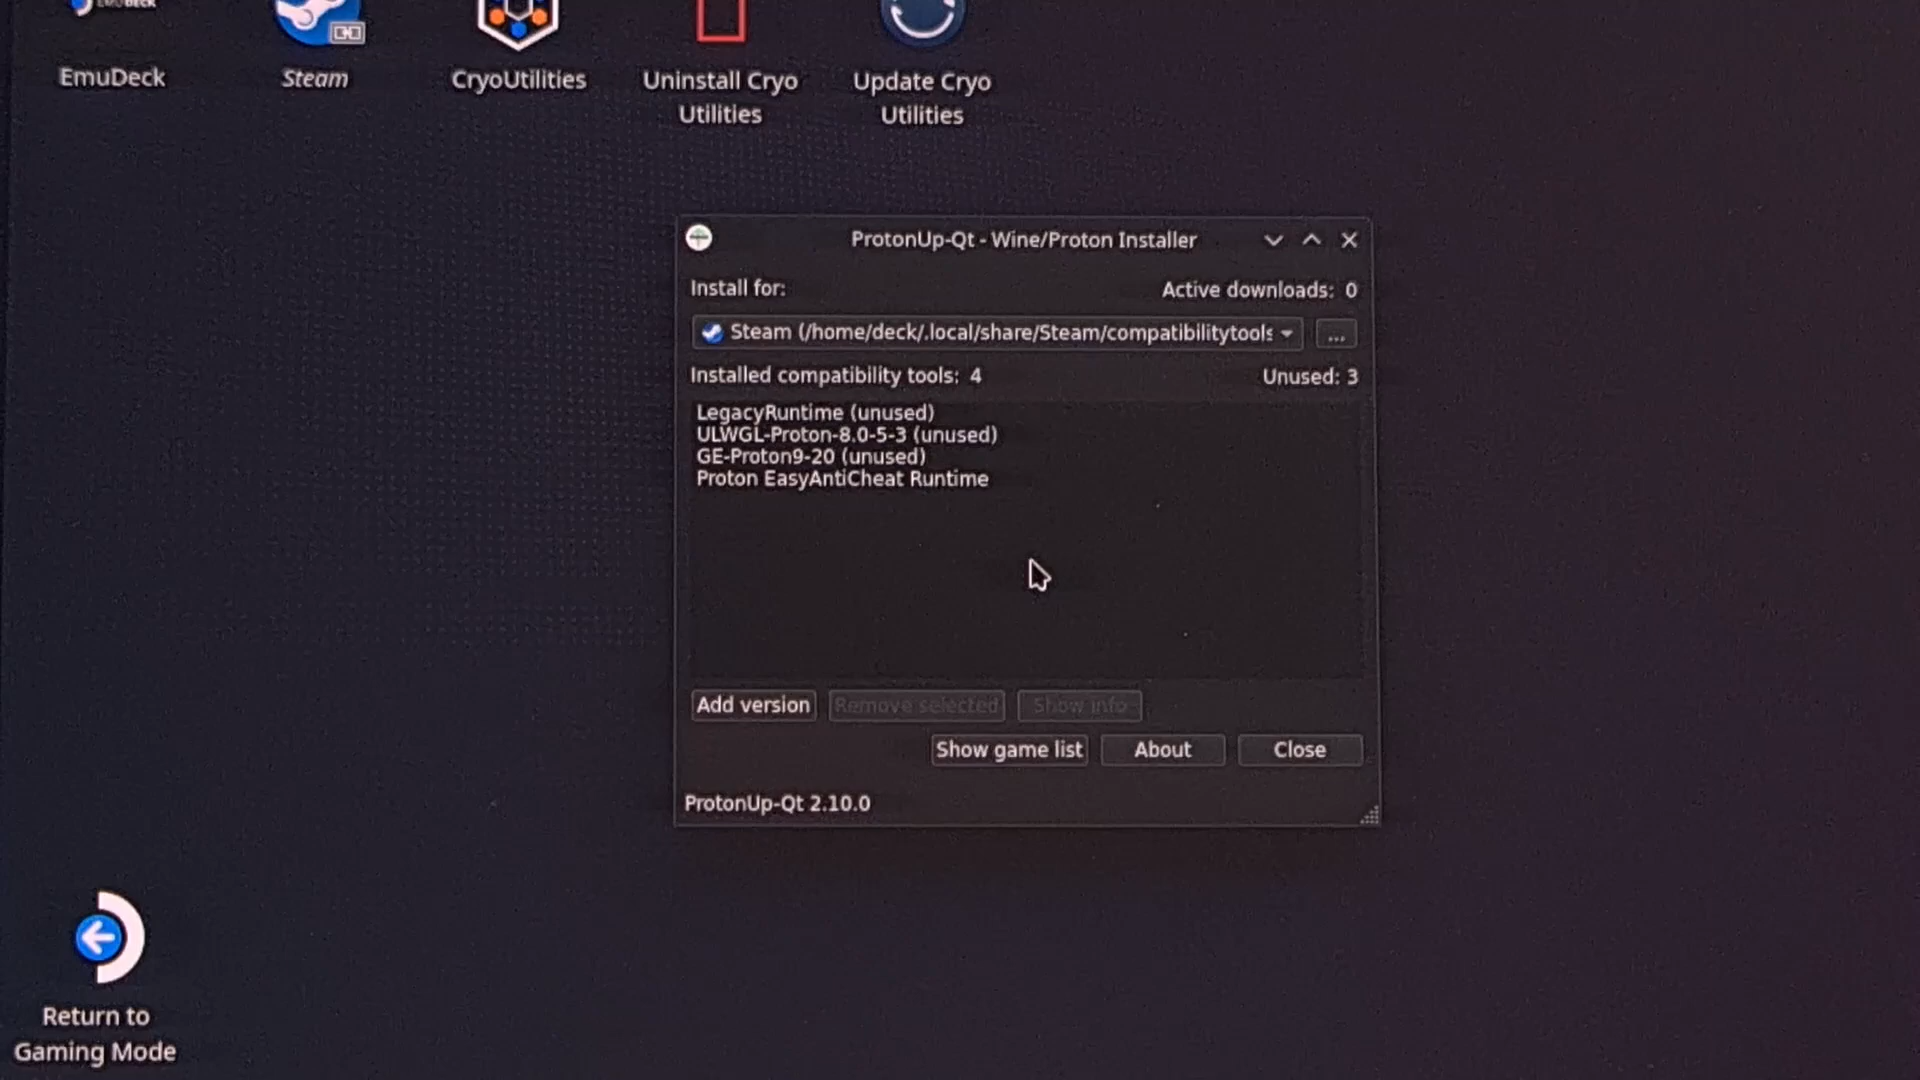 EmuDeck
Steam
CryoUtilities
Uninstall Cryo
Utilities
Update Cryo
Utilities
ProtonUp-Qt - Wine/Proton Installer
Install for:
Active downloads: 0
Steam (/home/deck/.local/share/Steam/compatibilitytools
...
Installed compatibility tools: 4
Unused: 3
LegacyRuntime (unused)
ULWGL-Proton-8.0-5-3 (unused)
GE-Proton9-20 (unused)
Proton EasyAntiCheat Runtime
Add version
Remove selected
Show info
Show game list
About
Close
ProtonUp-Qt 2.10.0
Return to
Gaming Mode